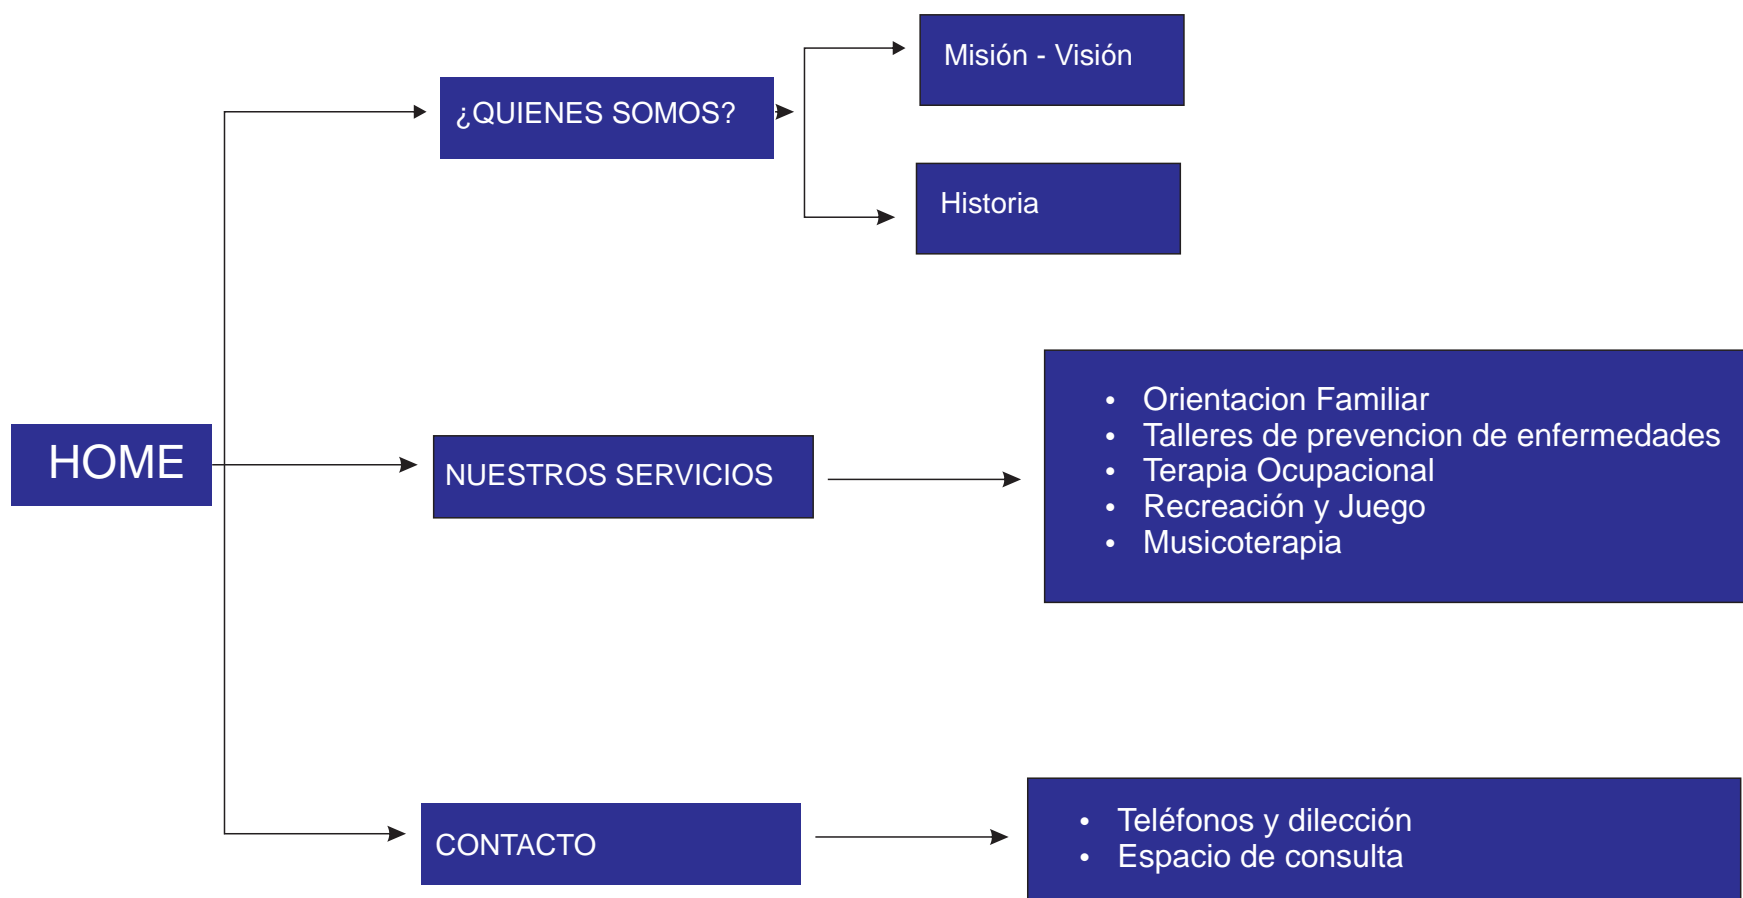 Misión - Visión
¿QUIENES SOMOS?
Historia
HOME
NUESTROS SERVICIOS
• Orientacion Familiar
• Talleres de prevencion de enfermedades
• Terapia Ocupacional
• Recreación y Juego
• Musicoterapia
CONTACTO
• Teléfonos y dilección
• Espacio de consulta